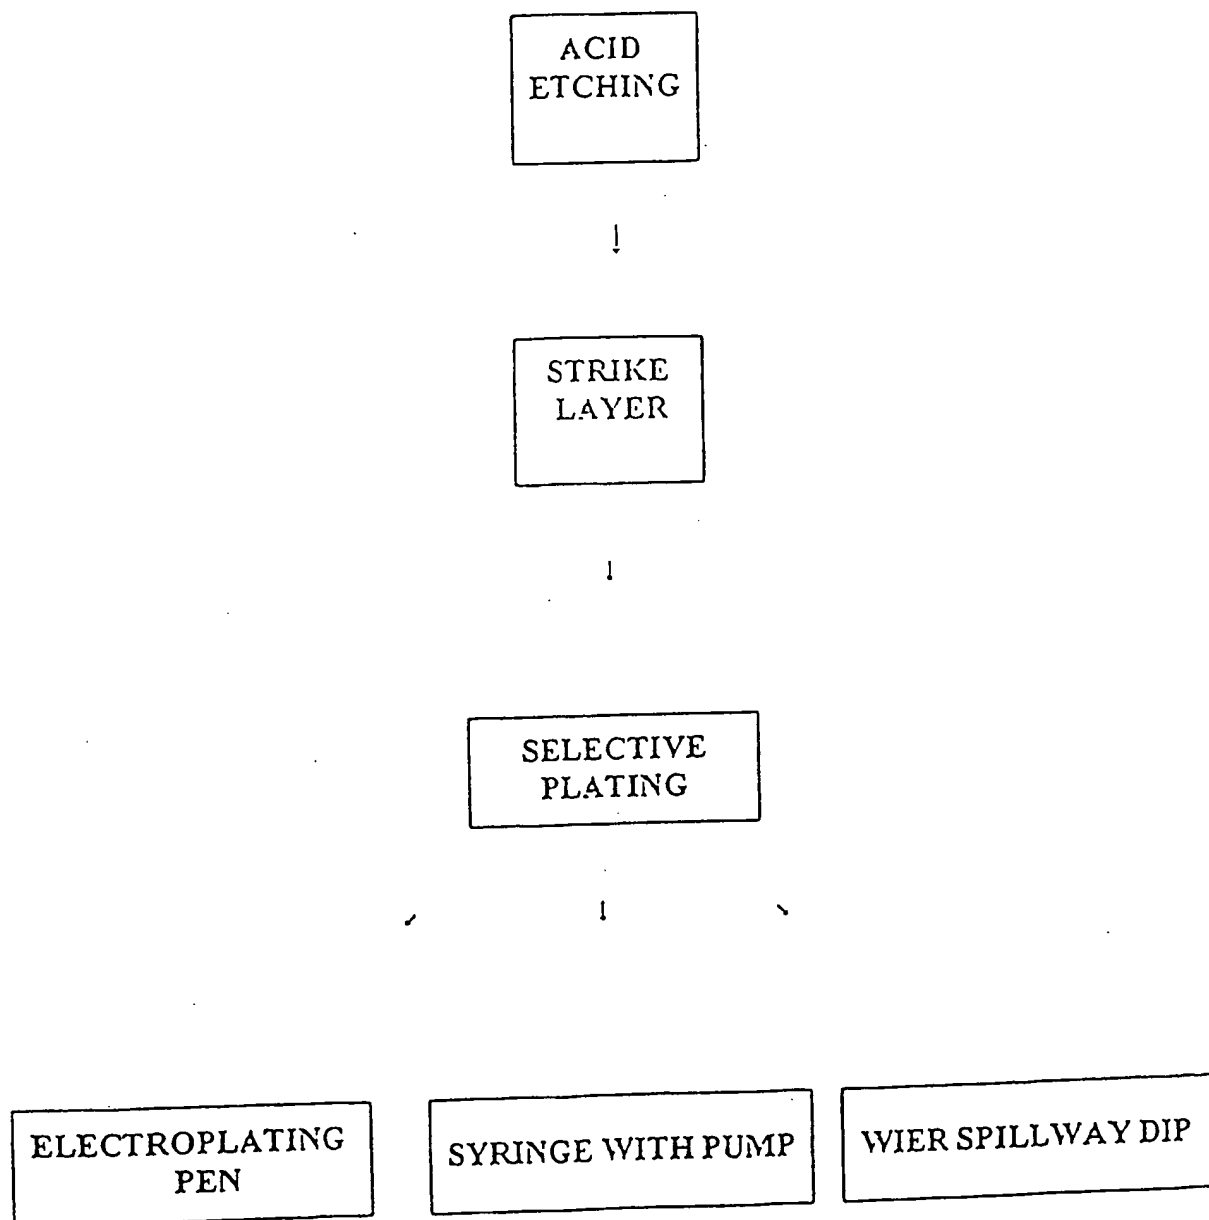 ACID
ETCHING
STRIKE
LAYER
SELECTIVE
PLATING
ELECTROPLATING
PEN
SYRINGE WITH PUMP
WIER SPILLWAY DIP